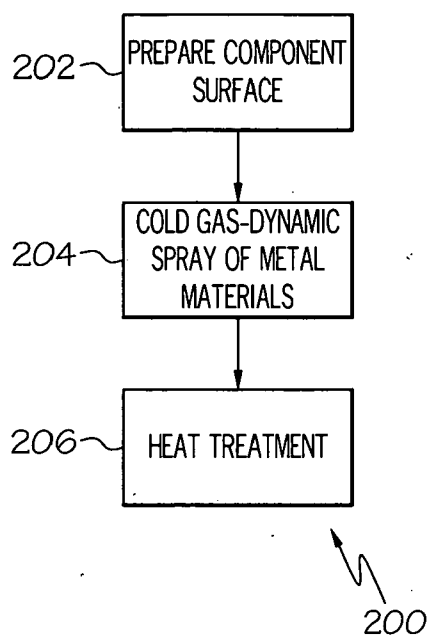 202
PREPARE COMPONENT
SURFACE
204
COLD GAS-DYNAMIC
SPRAY OF METAL
MATERIALS
206
HEAT TREATMENT
200